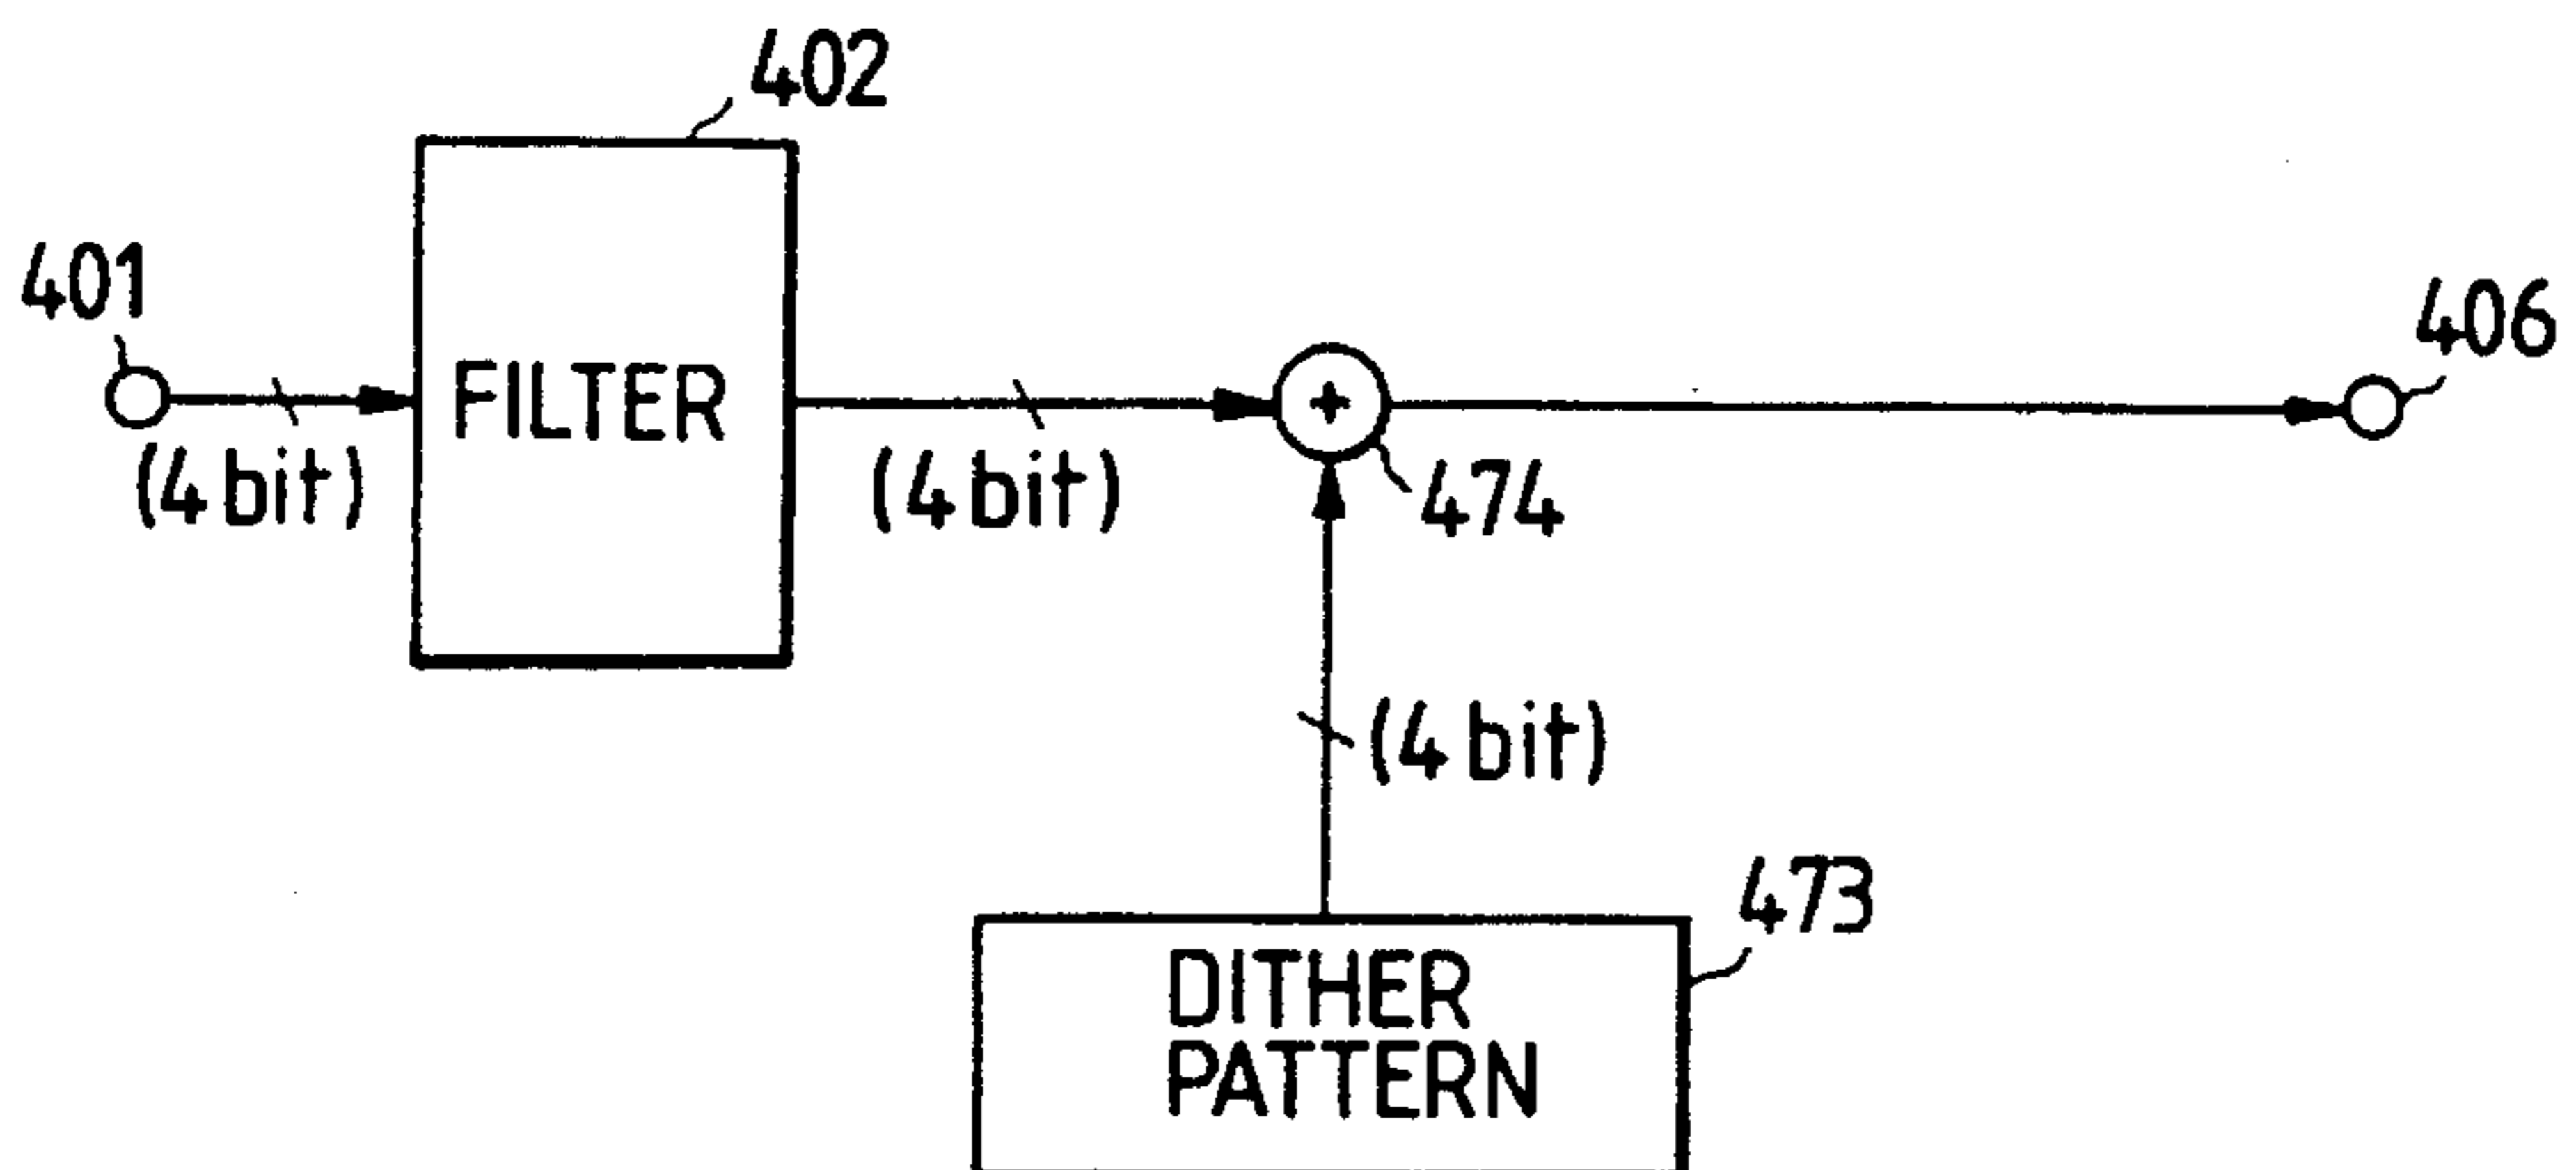 402
401
406
FILTER
(4 bit)
(4 bit)
474
(4 bit)
473
DITHER
PATTERN